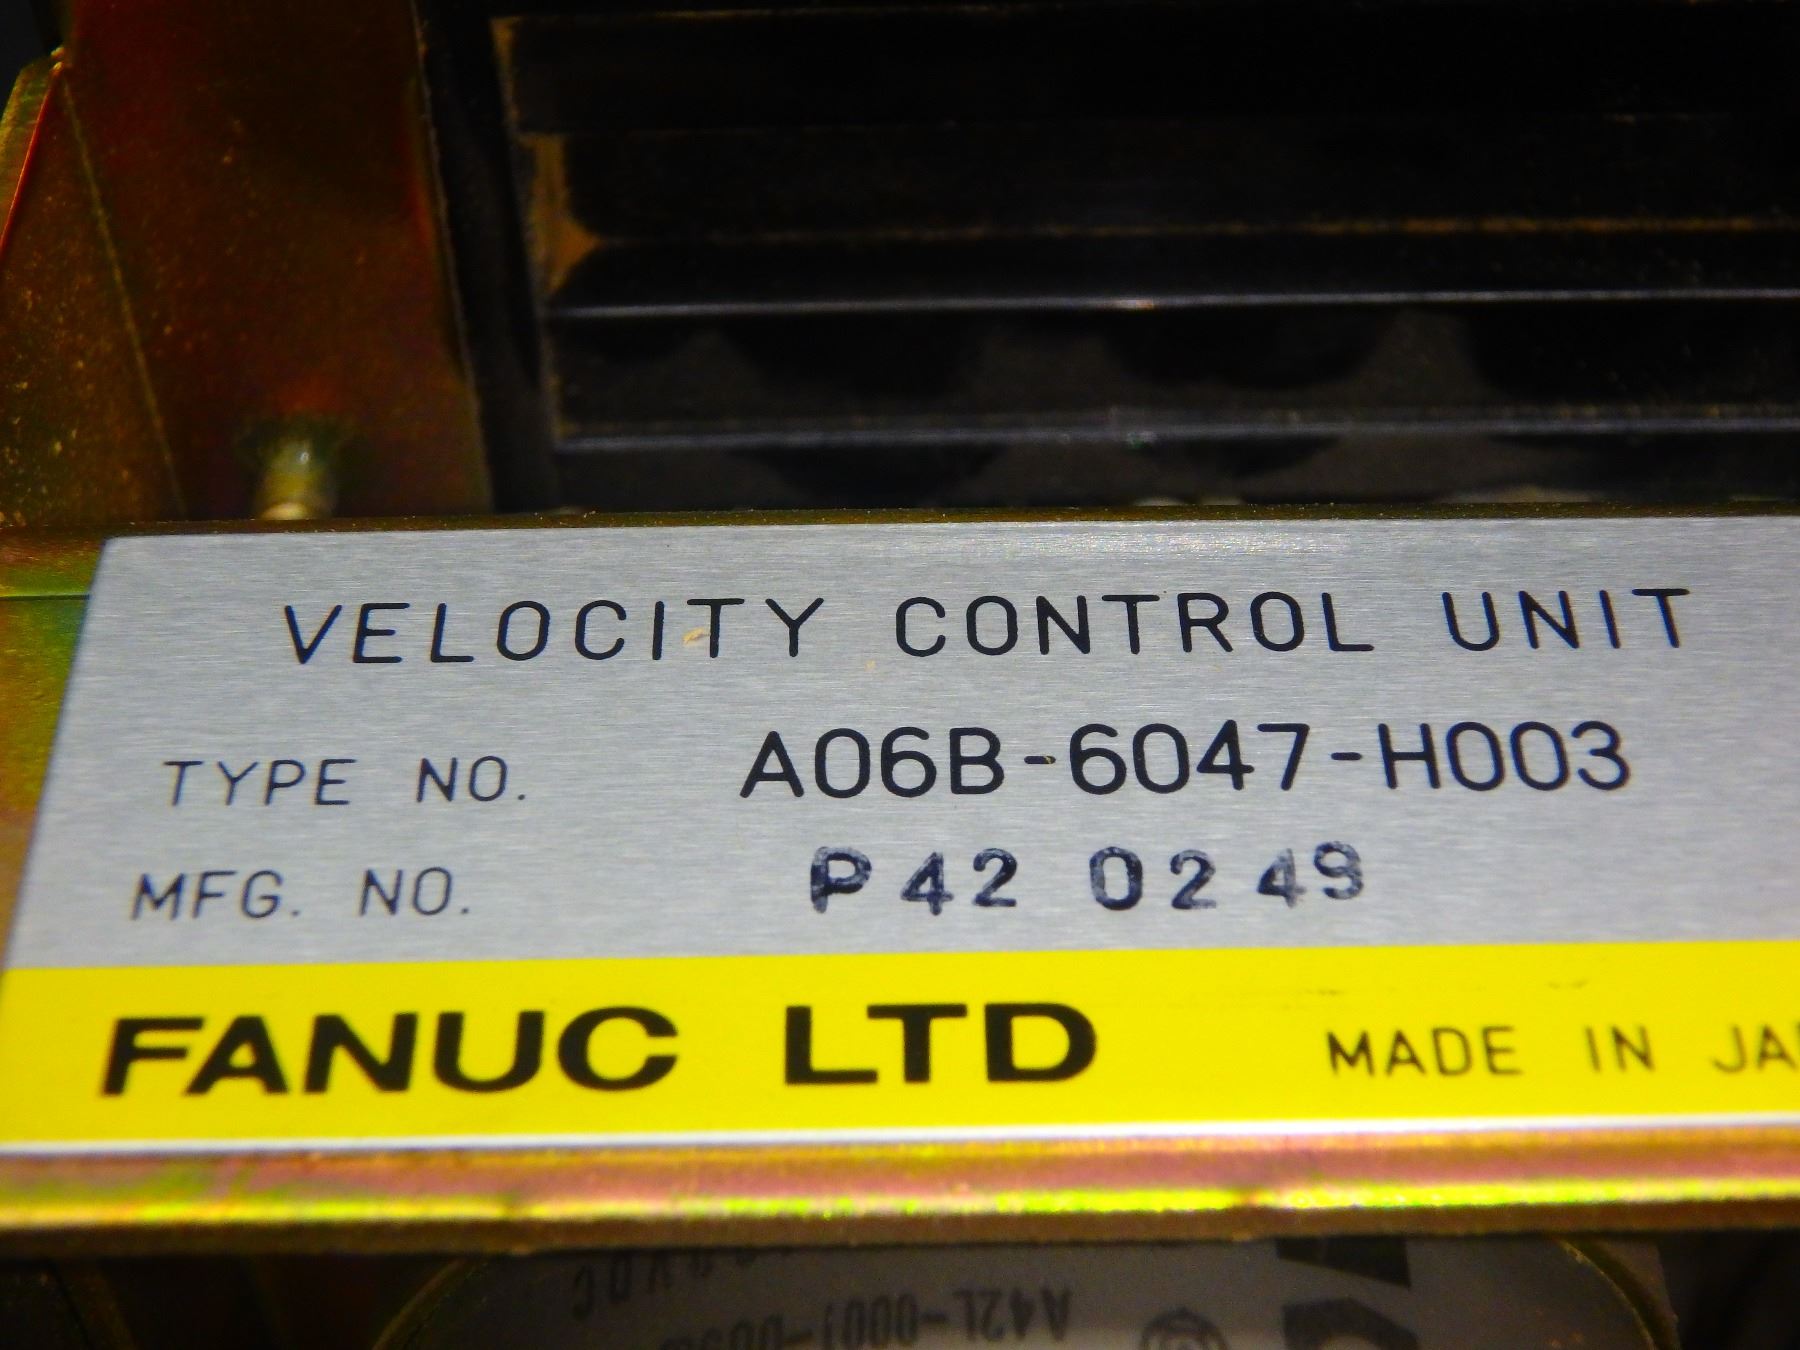 VELOCITY CONTROL UNIT
TYPE NO. A06B-6047-H003
MFG. NO. P42 0249
FANUC LTD MADE IN JA